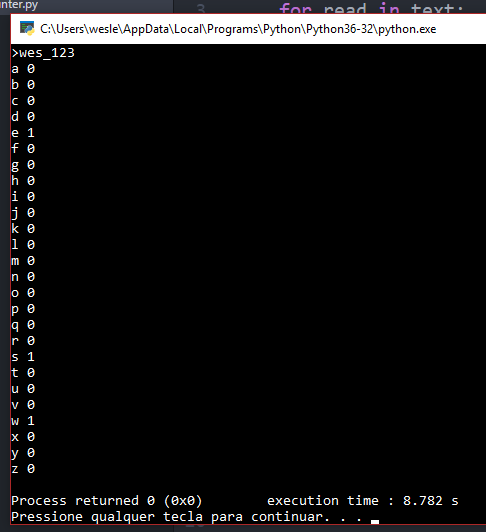 nter.py
3 for read in text:
C:\Users\wesle\AppData\Local\Programs\Python\Python36-32\python.exe
>wes_123
a 0
b 0
c 0
d 0
e 1
f 0
g 0
h 0
i 0
j 0
k 0
l 0
m 0
n 0
o 0
p 0
q 0
r 0
s 1
t 0
u 0
v 0
w 1
x 0
y 0
z 0
Process returned 0 (0x0) execution time : 8.782 s
Pressione qualquer tecla para continuar. . .